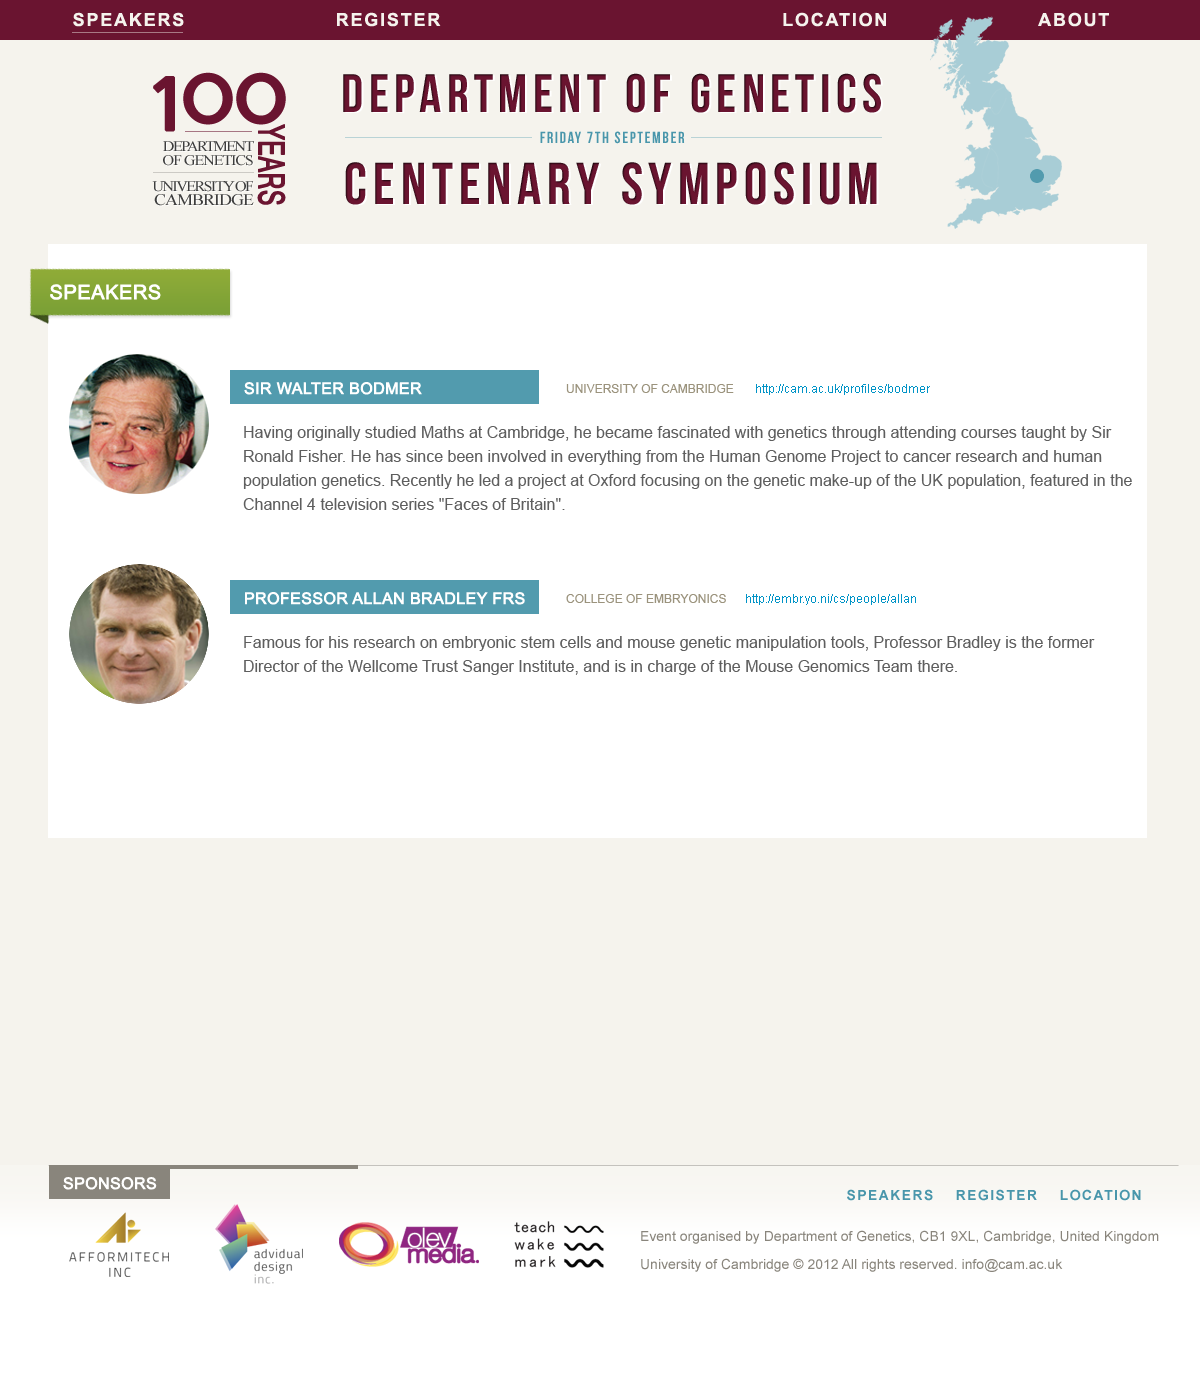 SPEAKERS REGISTER LOCATION ABOUT
100 YEARS
DEPARTMENT
OF GENETICS
UNIVERSITY OF
CAMBRIDGE
DEPARTMENT OF GENETICS
FRIDAY 7TH SEPTEMBER
CENTENARY SYMPOSIUM
SPEAKERS
SIR WALTER BODMER UNIVERSITY OF CAMBRIDGE http://cam.ac.uk/profiles/bodmer
Having originally studied Maths at Cambridge, he became fascinated with genetics through attending courses taught by Sir
Ronald Fisher. He has since been involved in everything from the Human Genome Project to cancer research and human
population genetics. Recently he led a project at Oxford focusing on the genetic make-up of the UK population, featured in the
Channel 4 television series "Faces of Britain".
PROFESSOR ALLAN BRADLEY FRS COLLEGE OF EMBRYONICS http://embr.yo.ni/cs/people/allan
Famous for his research on embryonic stem cells and mouse genetic manipulation tools, Professor Bradley is the former
Director of the Wellcome Trust Sanger Institute, and is in charge of the Mouse Genomics Team there.
SPONSORS
SPEAKERS REGISTER LOCATION
AFFORMITECH
INC
advidual
design
inc.
olev
media.
teach
wake
mark
Event organised by Department of Genetics, CB1 9XL, Cambridge, United Kingdom
University of Cambridge © 2012 All rights reserved. info@cam.ac.uk